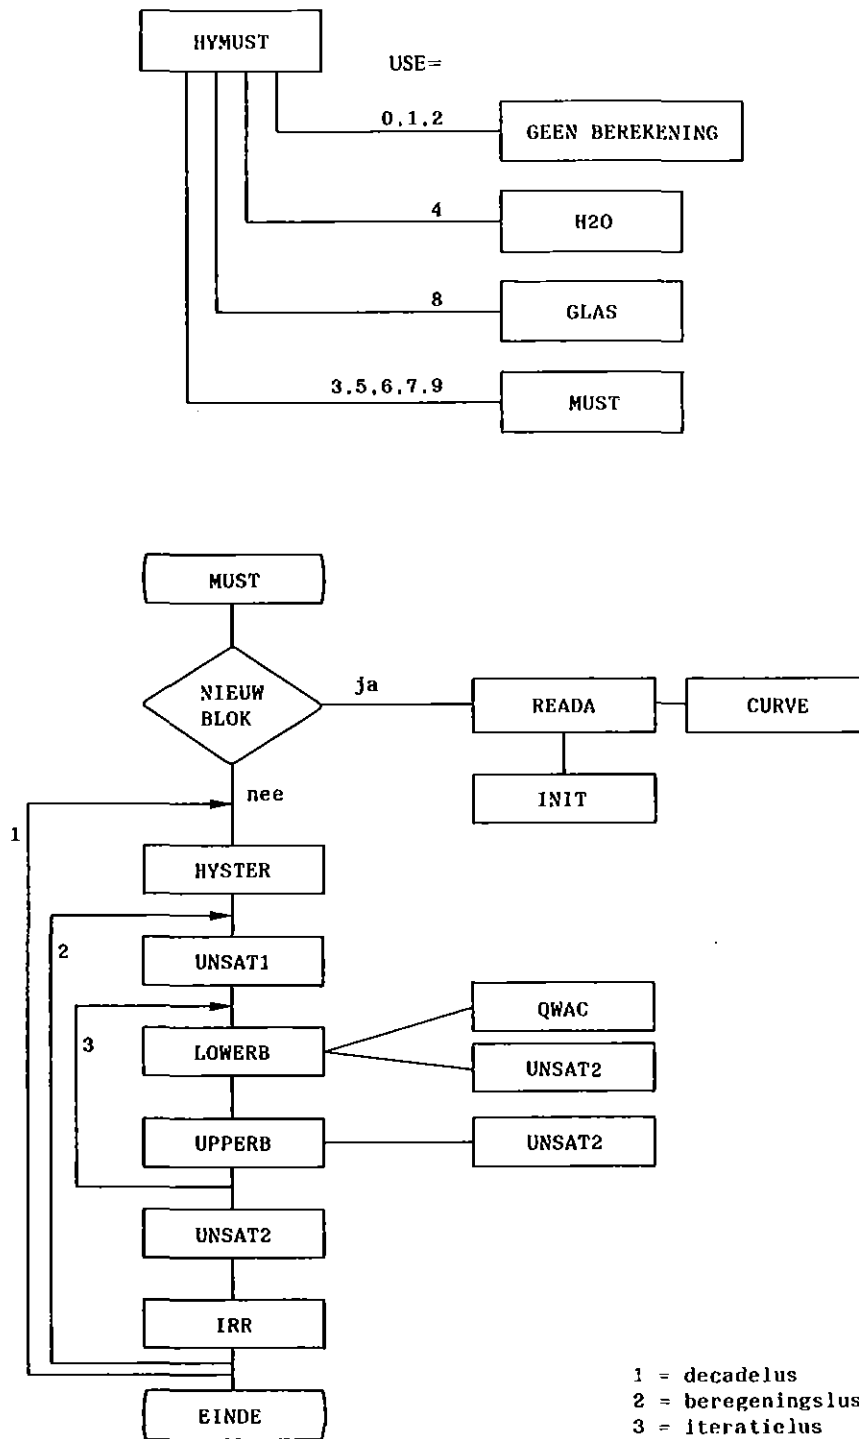 HYMUST
USE=
0,1,2
GEEN BEREKENING
4
H2O
8
GLAS
3,5,6,7,9
MUST
MUST
NIEUW
BLOK
ja
READA
CURVE
nee
INIT
1
HYSTER
2
UNSAT1
QWAC
3
LOWERB
UNSAT2
UPPERB
UNSAT2
UNSAT2
IRR
EINDE
1 = decadelus
2 = beregeningslus
3 = iteratielus